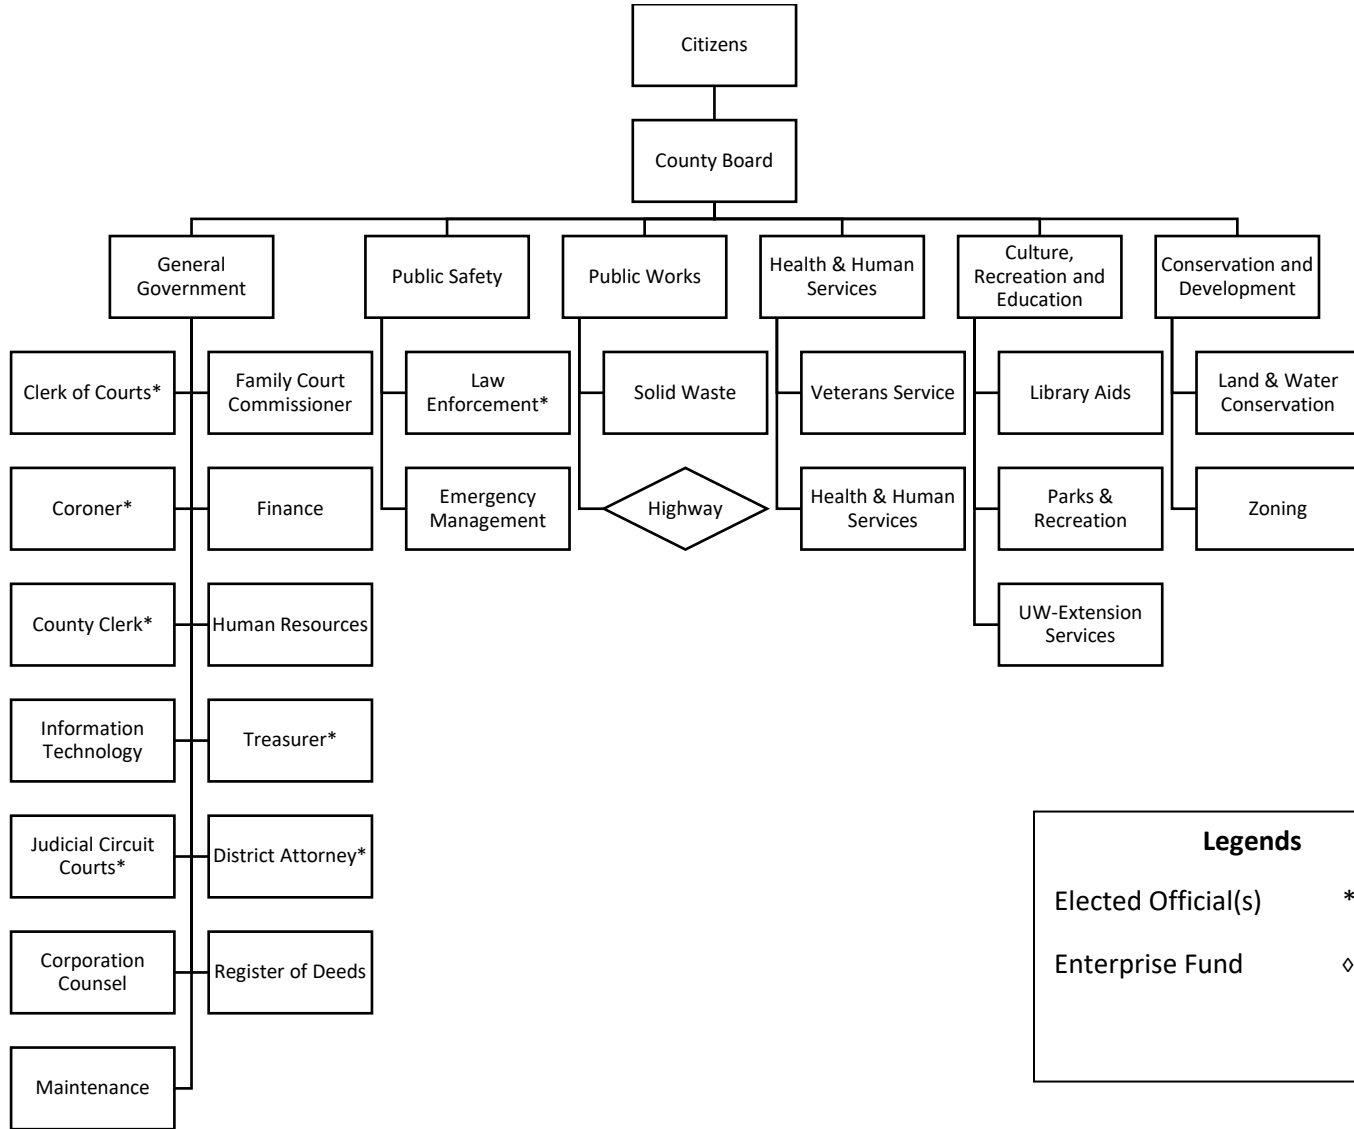 Citizens
County Board
General
Government
Public Safety
Public Works
Health & Human
Services
Culture,
Recreation and
Education
Conservation and
Development
Clerk of Courts*
Family Court
Commissioner
Law
Enforcement*
Solid Waste
Veterans Service
Library Aids
Land & Water
Conservation
Coroner*
Finance
Emergency
Management
Highway
Health & Human
Services
Parks &
Recreation
Zoning
County Clerk*
Human Resources
UW-Extension
Services
Information
Technology
Treasurer*
Judicial Circuit
Courts*
District Attorney*
Corporation
Counsel
Register of Deeds
Maintenance
Legends
Elected Official(s) *
Enterprise Fund ◊